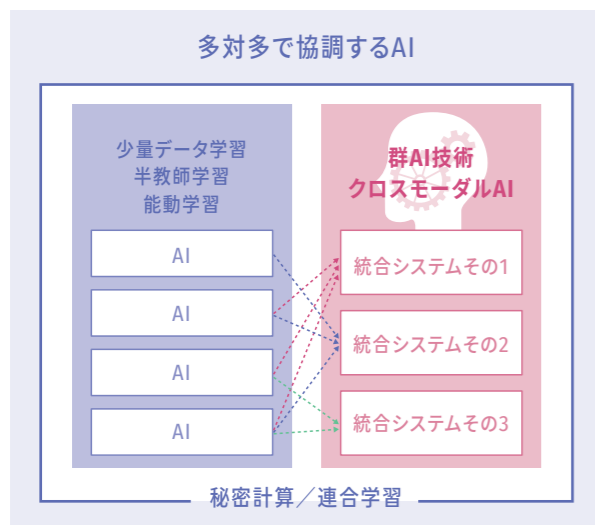 多対多で協調するAI
少量データ学習
半教師学習
能動学習
AI
AI
AI
AI
群AI技術
クロスモーダルAI
統合システムその1
統合システムその2
統合システムその3
秘密計算／連合学習